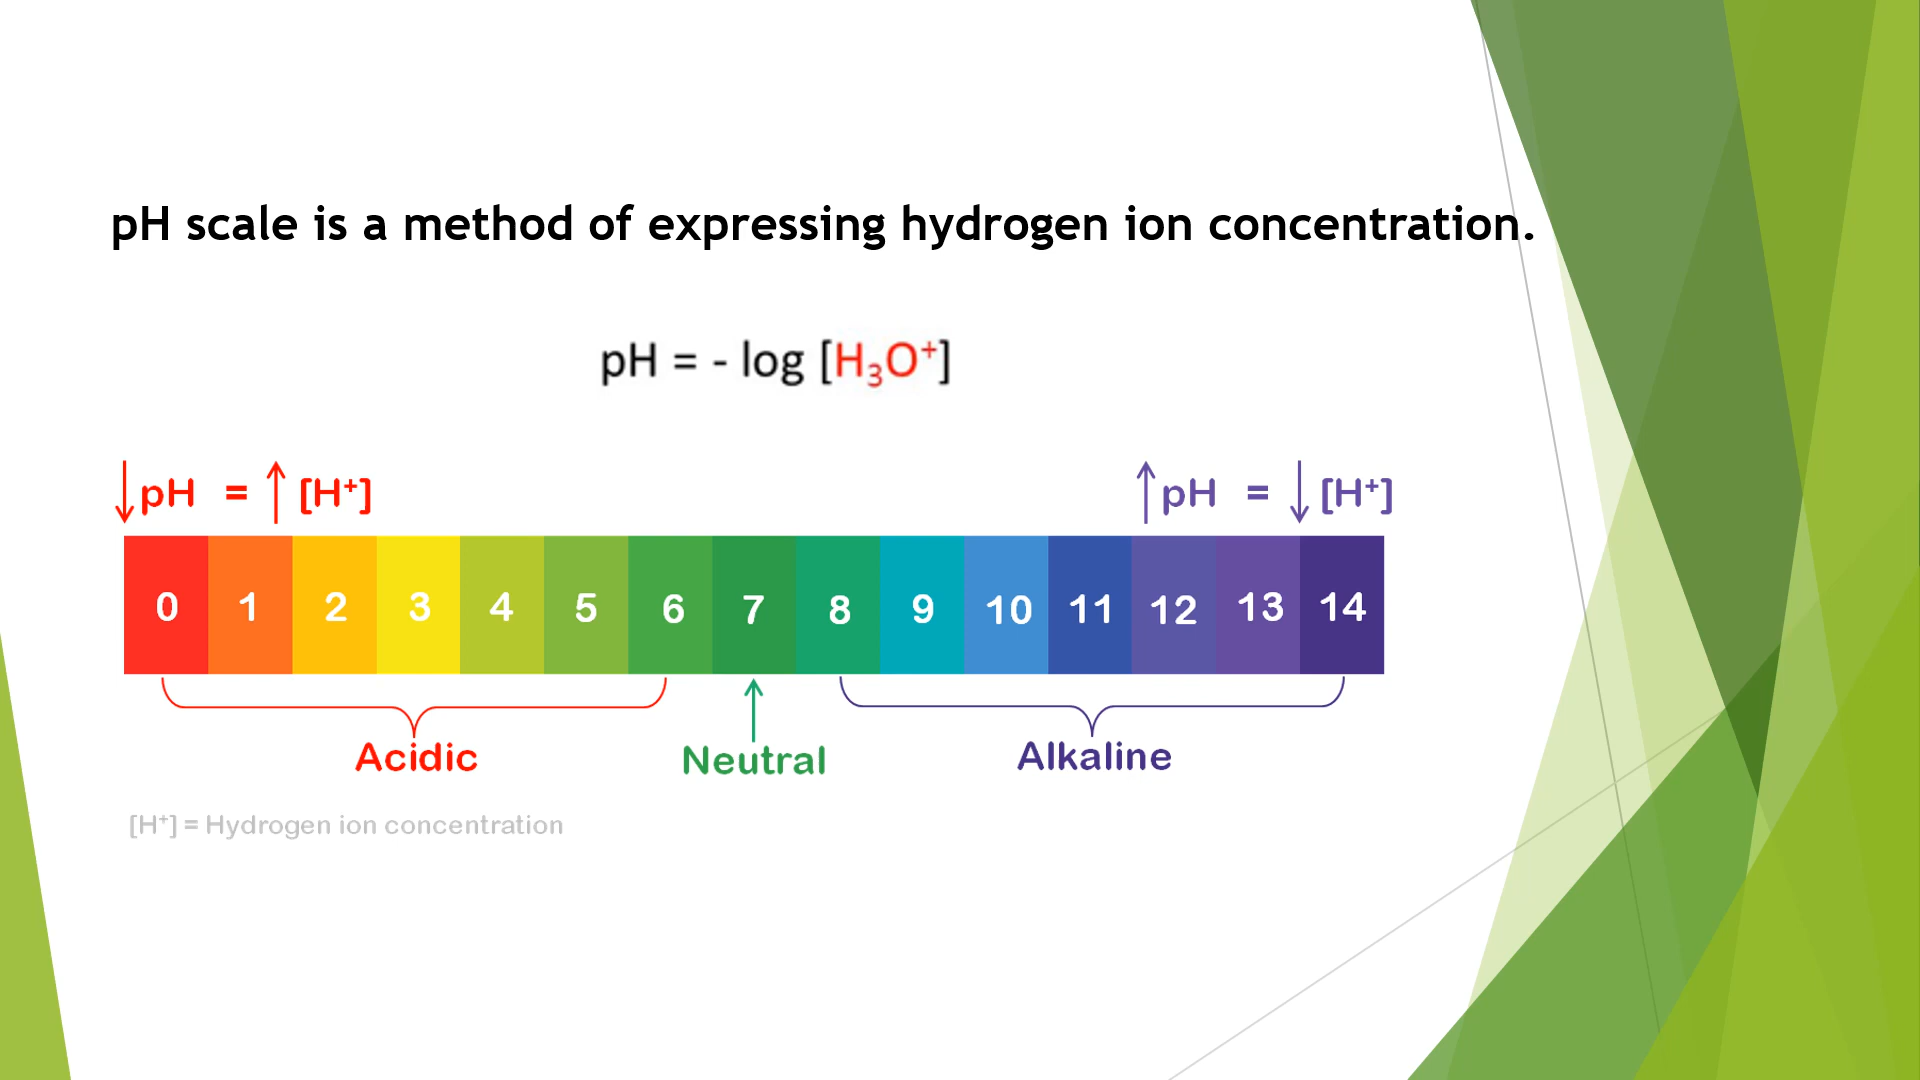 pH scale is a method of expressing hydrogen ion concentration.
pH = - log [H₃O⁺]
↓pH = ↑ [H⁺]
↑pH = ↓ [H⁺]
0 1 2 3 4 5 6 7 8 9 10 11 12 13 14
Acidic Neutral Alkaline
[H⁺] = Hydrogen ion concentration